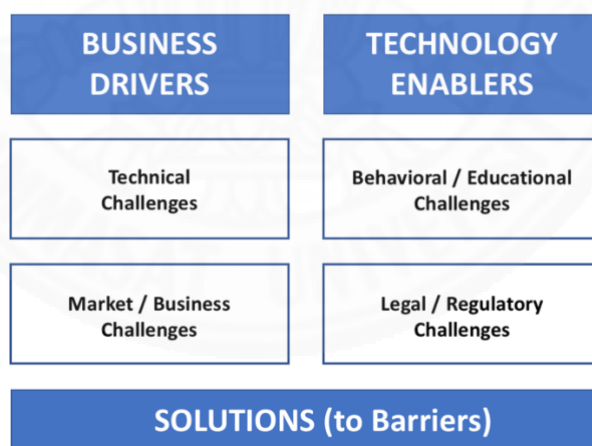 BUSINESS
DRIVERS
TECHNOLOGY
ENABLERS
Technical
Challenges
Behavioral / Educational
Challenges
Market / Business
Challenges
Legal / Regulatory
Challenges
SOLUTIONS (to Barriers)